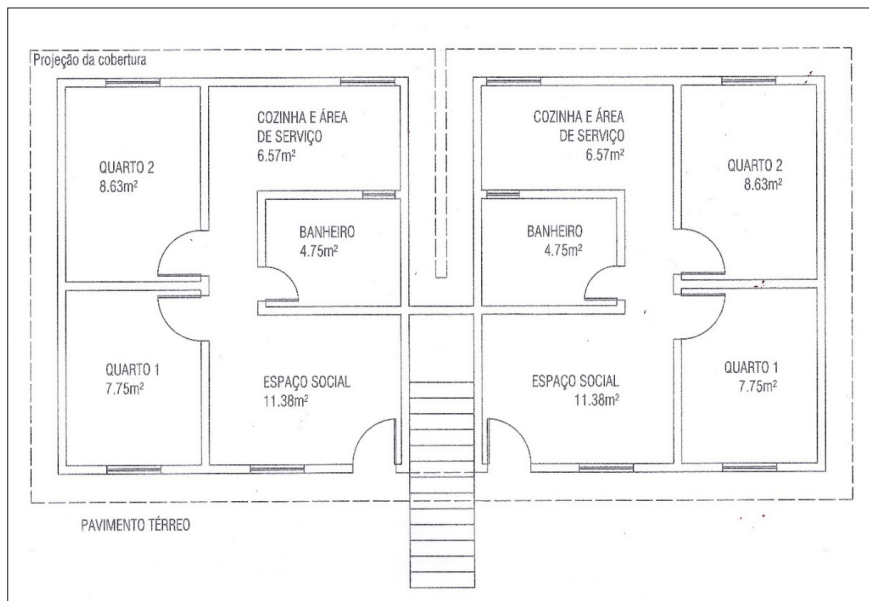 Projeção da cobertura
COZINHA E ÁREA
DE SERVIÇO
6.57m²
QUARTO 2
8.63m²
BANHEIRO
4.75m²
QUARTO 1
7.75m²
ESPAÇO SOCIAL
11.38m²
COZINHA E ÁREA
DE SERVIÇO
6.57m²
QUARTO 2
8.63m²
BANHEIRO
4.75m²
ESPAÇO SOCIAL
11.38m²
QUARTO 1
7.75m²
PAVIMENTO TÉRREO